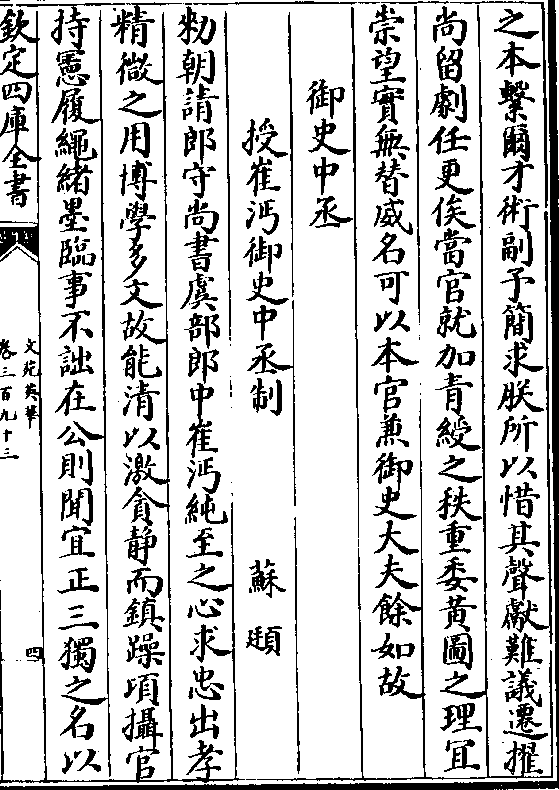 之本繫爾才術副予簡求朕所以惜其聲獻難議遷擢
尚留劇任更俟當官就加青綬之秩重委黄圖之理冝
崇望實無替威名可以本官兼御史大夫餘如故
御史中丞
授崔沔御史中丞制　蘇頲
勑朝請郎守尚書虞部郎中崔沔純至之心求忠出孝
精微之用博學多文故能清以激貪静而鎮躁頃攝官
持憲履繩緒墨臨事不詘在公則聞宜正三獨之名以
欽定四庫全書
文苑英華
卷三百九十三
四